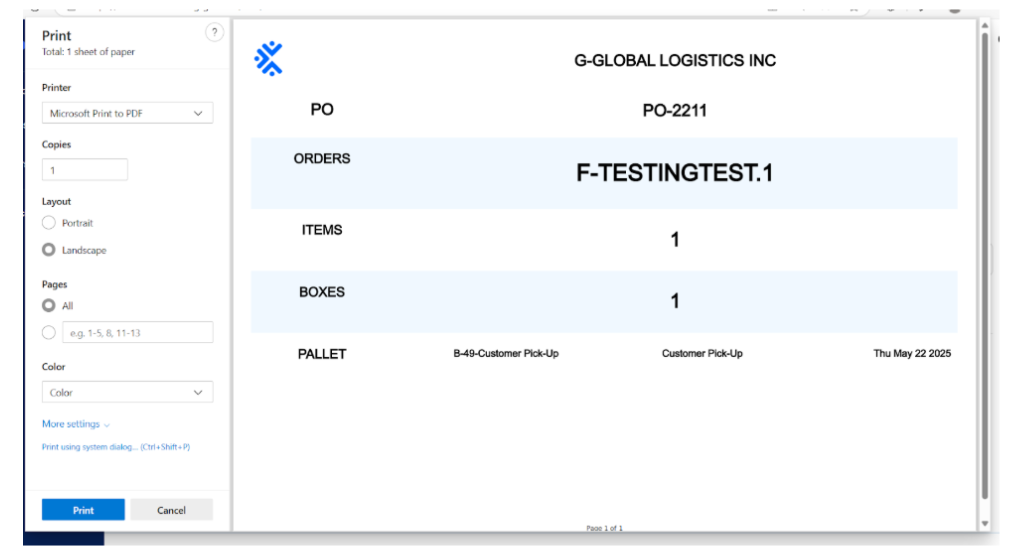 Print
Total: 1 sheet of paper
?
Printer
Microsoft Print to PDF
Copies
1
Layout
Portrait
Landscape
Pages
All
e.g. 1-5, 8, 11-13
Color
Color
More settings
Print using system dialog... (Ctrl+Shift+P)
Print Cancel
G-GLOBAL LOGISTICS INC
PO PO-2211
ORDERS F-TESTINGTEST.1
ITEMS 1
BOXES 1
PALLET B-49-Customer Pick-Up Customer Pick-Up Thu May 22 2025
Page 1 of 1